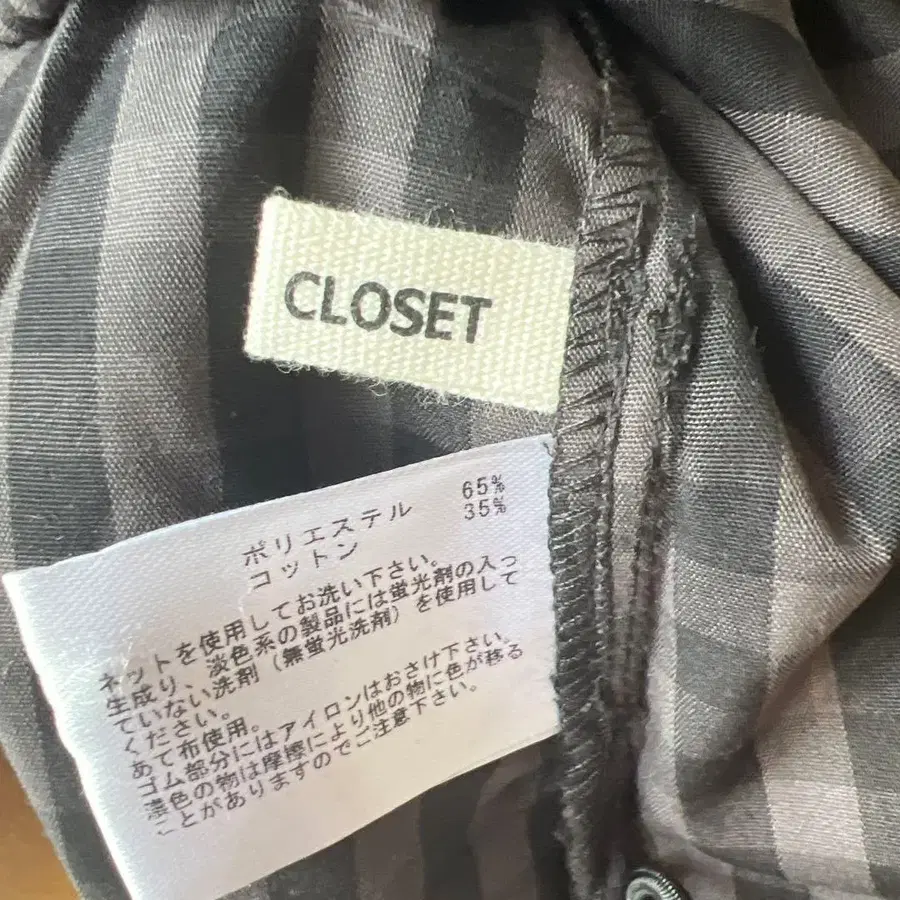 CLOSET
ポリエステル 65%
コットン 35%
ネットを使用してお洗い下さい。
生成り、淡色系の製品には蛍光剤の入っ
ていない洗剤（無蛍光洗剤）を使用して
ください。
あて布使用。
ゴム部分にはアイロンはおさけ下さい。
濃色の物は摩擦により他の物に色が移る
ことがありますのでご注意下さい。